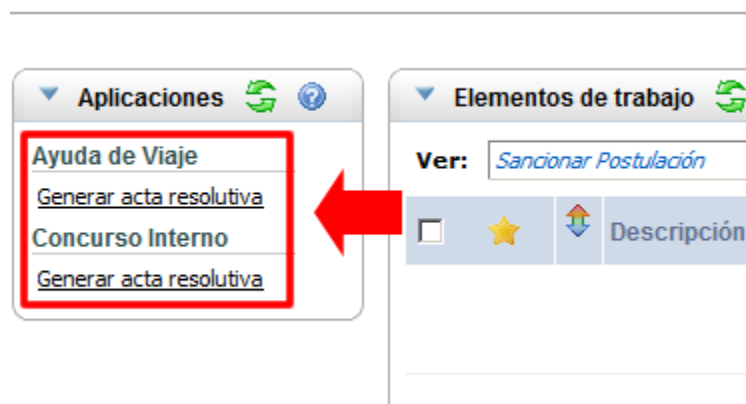 Aplicaciones
Ayuda de Viaje
Generar acta resolutiva
Concurso Interno
Generar acta resolutiva
Elementos de trabajo
Ver: Sancionar Postulación
Descripción